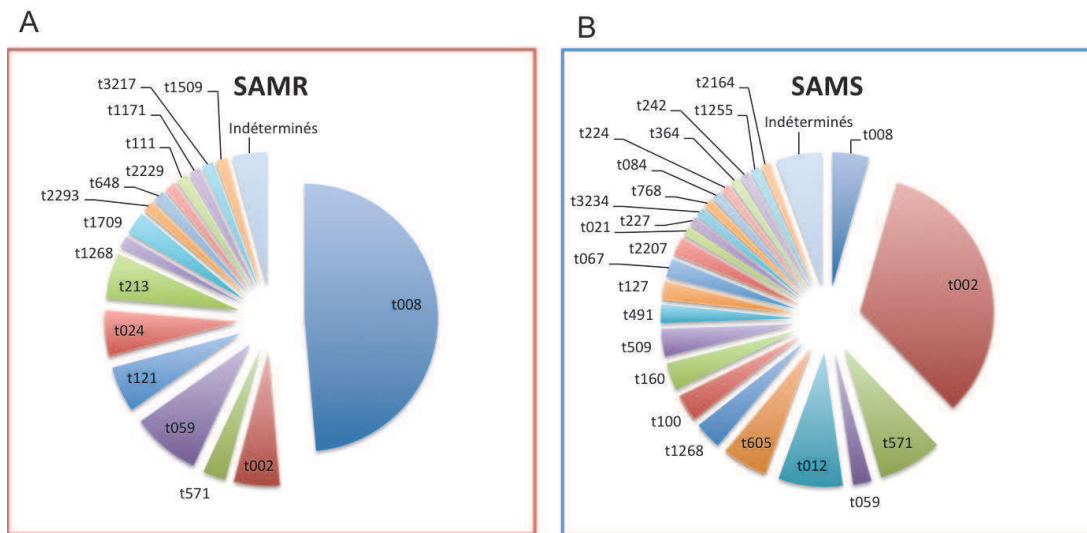 A
SAMR
t3217
t1509
t1171
Indéterminés
t111
t2229
t648
t2293
t1709
t1268
t213
t024
t121
t059
t571
t002
t008
B
SAMS
t2164
t242
t1255
Indéterminés
t008
t224
t364
t084
t768
t3234
t227
t021
t2207
t067
t127
t491
t509
t160
t100
t1268
t605
t012
t059
t571
t002